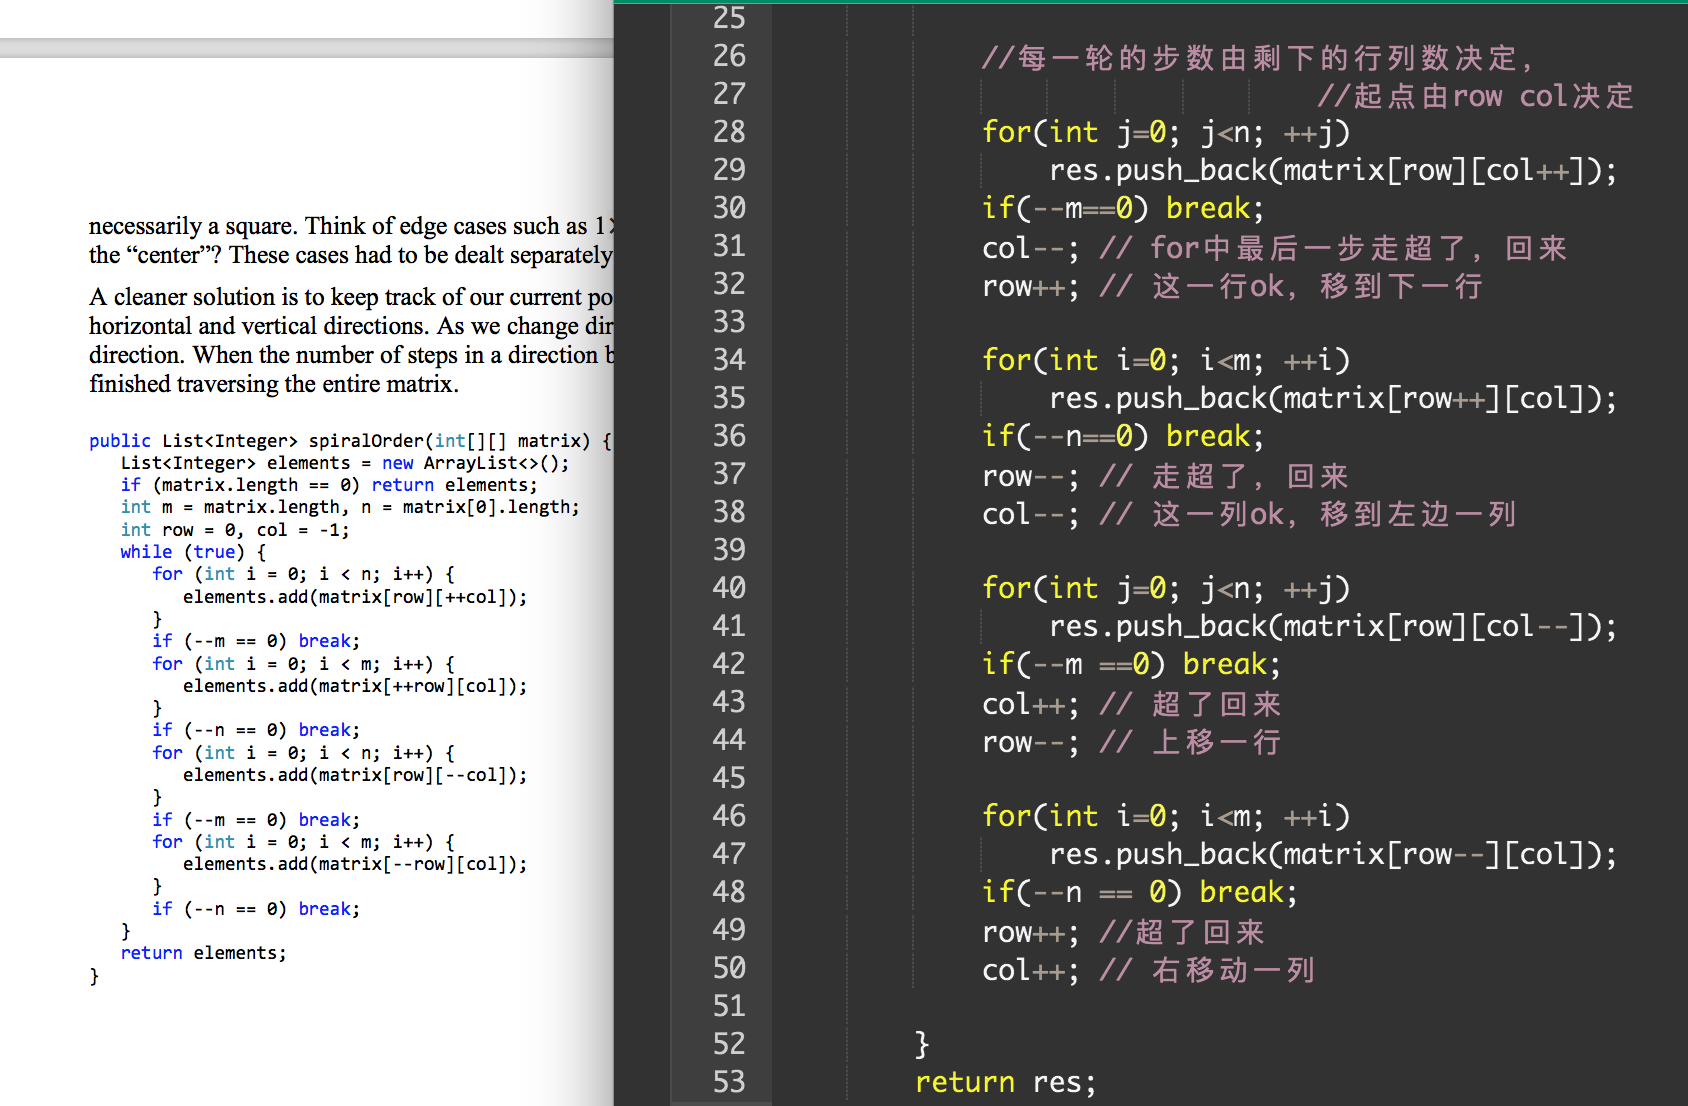 necessarily a square. Think of edge cases such as 1
the “center”? These cases had to be dealt separately
A cleaner solution is to keep track of our current po
horizontal and vertical directions. As we change dir
direction. When the number of steps in a direction b
finished traversing the entire matrix.
public List<Integer> spiralOrder(int[][] matrix) {
List<Integer> elements = new ArrayList<>();
if (matrix.length == 0) return elements;
int m = matrix.length, n = matrix[0].length;
int row = 0, col = -1;
while (true) {
for (int i = 0; i < n; i++) {
elements.add(matrix[row][++col]);
}
if (--m == 0) break;
for (int i = 0; i < m; i++) {
elements.add(matrix[++row][col]);
}
if (--n == 0) break;
for (int i = 0; i < n; i++) {
elements.add(matrix[row][--col]);
}
if (--m == 0) break;
for (int i = 0; i < m; i++) {
elements.add(matrix[--row][col]);
}
if (--n == 0) break;
}
return elements;
}
25
26 //每一轮的步数由剩下的行列数决定，
27 //起点由row col决定
28 for(int j=0; j<n; ++j)
29 res.push_back(matrix[row][col++]);
30 if(--m==0) break;
31 col--; // for中最后一步走超了，回来
32 row++; // 这一行ok，移到下一行
33
34 for(int i=0; i<m; ++i)
35 res.push_back(matrix[row++][col]);
36 if(--n==0) break;
37 row--; // 走超了，回来
38 col--; // 这一列ok，移到左边一列
39
40 for(int j=0; j<n; ++j)
41 res.push_back(matrix[row][col--]);
42 if(--m ==0) break;
43 col++; // 超了回来
44 row--; // 上移一行
45
46 for(int i=0; i<m; ++i)
47 res.push_back(matrix[row--][col]);
48 if(--n == 0) break;
49 row++; //超了回来
50 col++; // 右移动一列
51
52 }
53 return res;